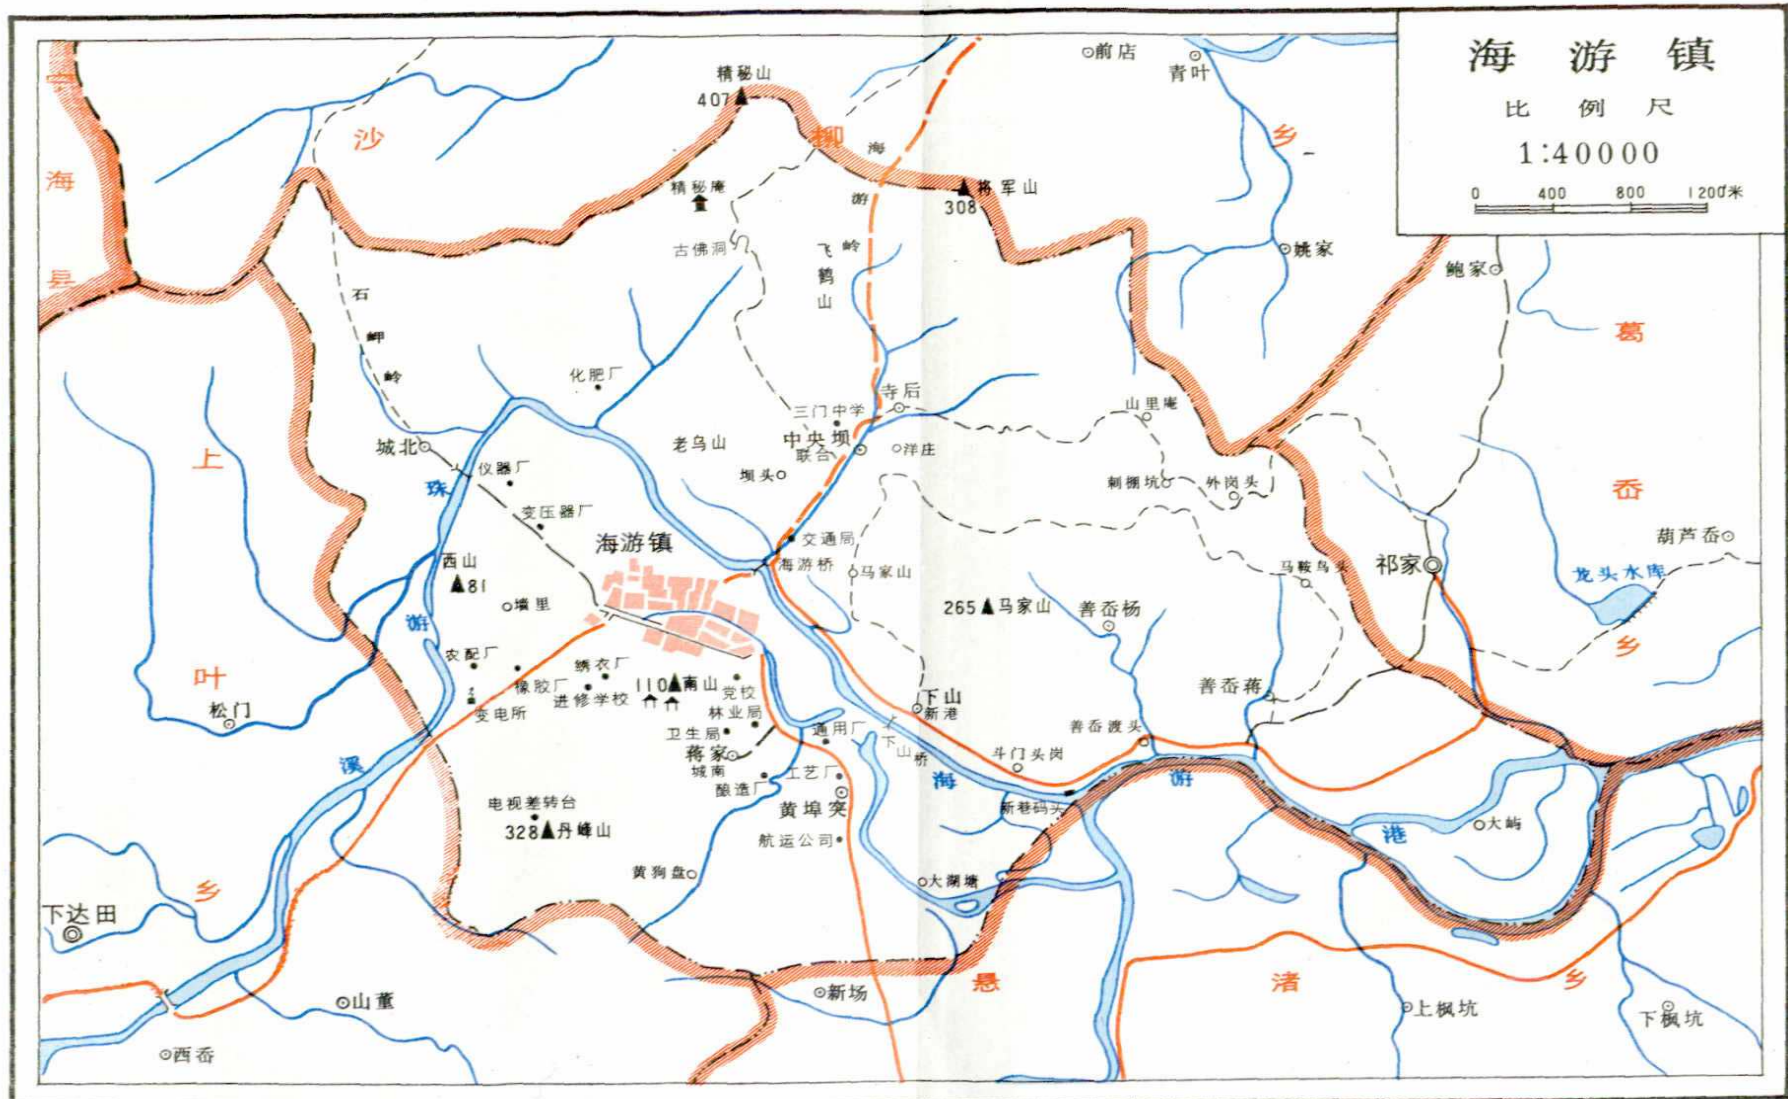 海游镇
比例尺
1:40000
0 400 800 1200米
宁海县
沙柳乡
上叶乡
葛岙乡
悬渚乡
精秘山
407
前店
青叶
将军山
308
精秘庵
古佛洞
海游岭
飞鹤山
姚家
鲍家
石岬岭
化肥厂
寺后
三门中学
中央坝
联合
洋庄
山里庵
城北
老乌山
坝头
仪器厂
刺棚坑
外岗头
珠游溪
变压器厂
海游镇
交通局
葫芦岙
西山
81
海游桥
马家山
马鞍鸟头
祁家
龙头水库
墙里
265
马家山
善岙杨
农配厂
绣衣厂
橡胶厂
进修学校
110
南山
党校
善岙蒋
松门
变电所
林业局
下山
新港
卫生局
通用厂
下山桥
善岙渡头
蒋家
城南
斗门头岗
酿造厂
工艺厂
海游港
电视差转台
328
丹峰山
黄埠突
新巷码头
大屿
航运公司
黄狗盘
大湖塘
下达田
山董
新场
上枫坑
下枫坑
西岙